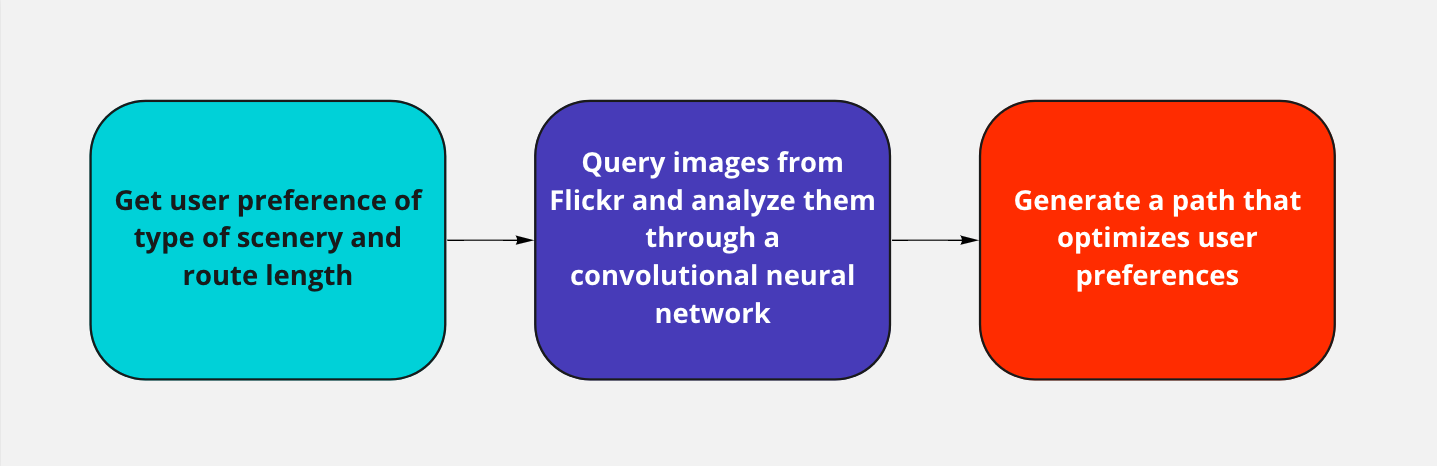 Get user preference of
type of scenery and
route length
Query images from
Flickr and analyze them
through a
convolutional neural
network
Generate a path that
optimizes user
preferences